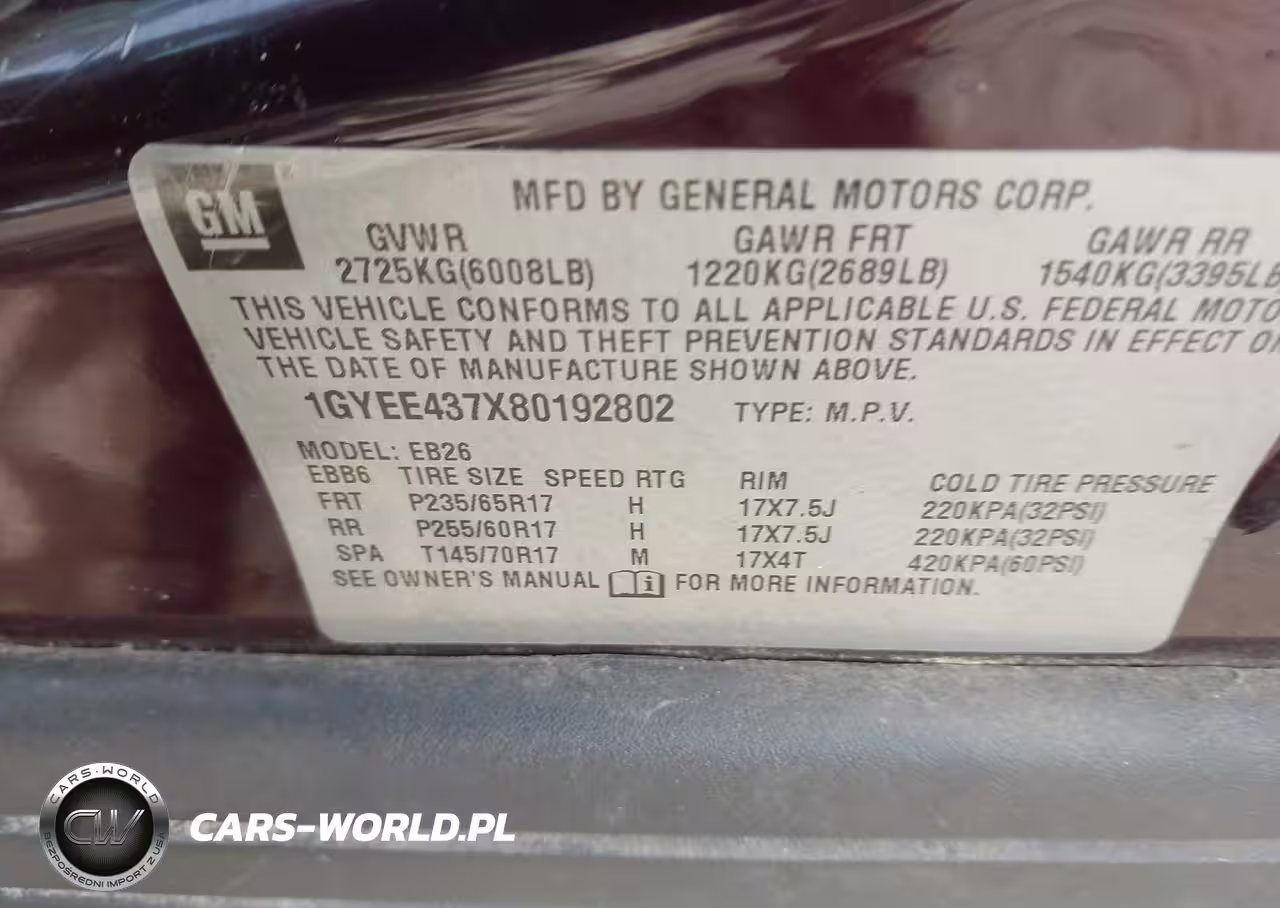 GM
MFD BY GENERAL MOTORS CORP.
GVWR GAWR FRT GAWR RR
2725KG(6008LB) 1220KG(2689LB) 1540KG(3395LB
THIS VEHICLE CONFORMS TO ALL APPLICABLE U.S. FEDERAL MOTO
VEHICLE SAFETY AND THEFT PREVENTION STANDARDS IN EFFECT ON
THE DATE OF MANUFACTURE SHOWN ABOVE.
1GYEE437X80192802 TYPE: M.P.V.
MODEL: EB26
EBB6 TIRE SIZE SPEED RTG RIM COLD TIRE PRESSURE
FRT P235/65R17 H 17X7.5J 220KPA(32PSI)
RR P255/60R17 H 17X7.5J 220KPA(32PSI)
SPA T145/70R17 M 17X4T 420KPA(60PSI)
SEE OWNER'S MANUAL i FOR MORE INFORMATION.
CARS-WORLD
CW
BEZPOŚREDNI IMPORT Z USA
CARS-WORLD.PL